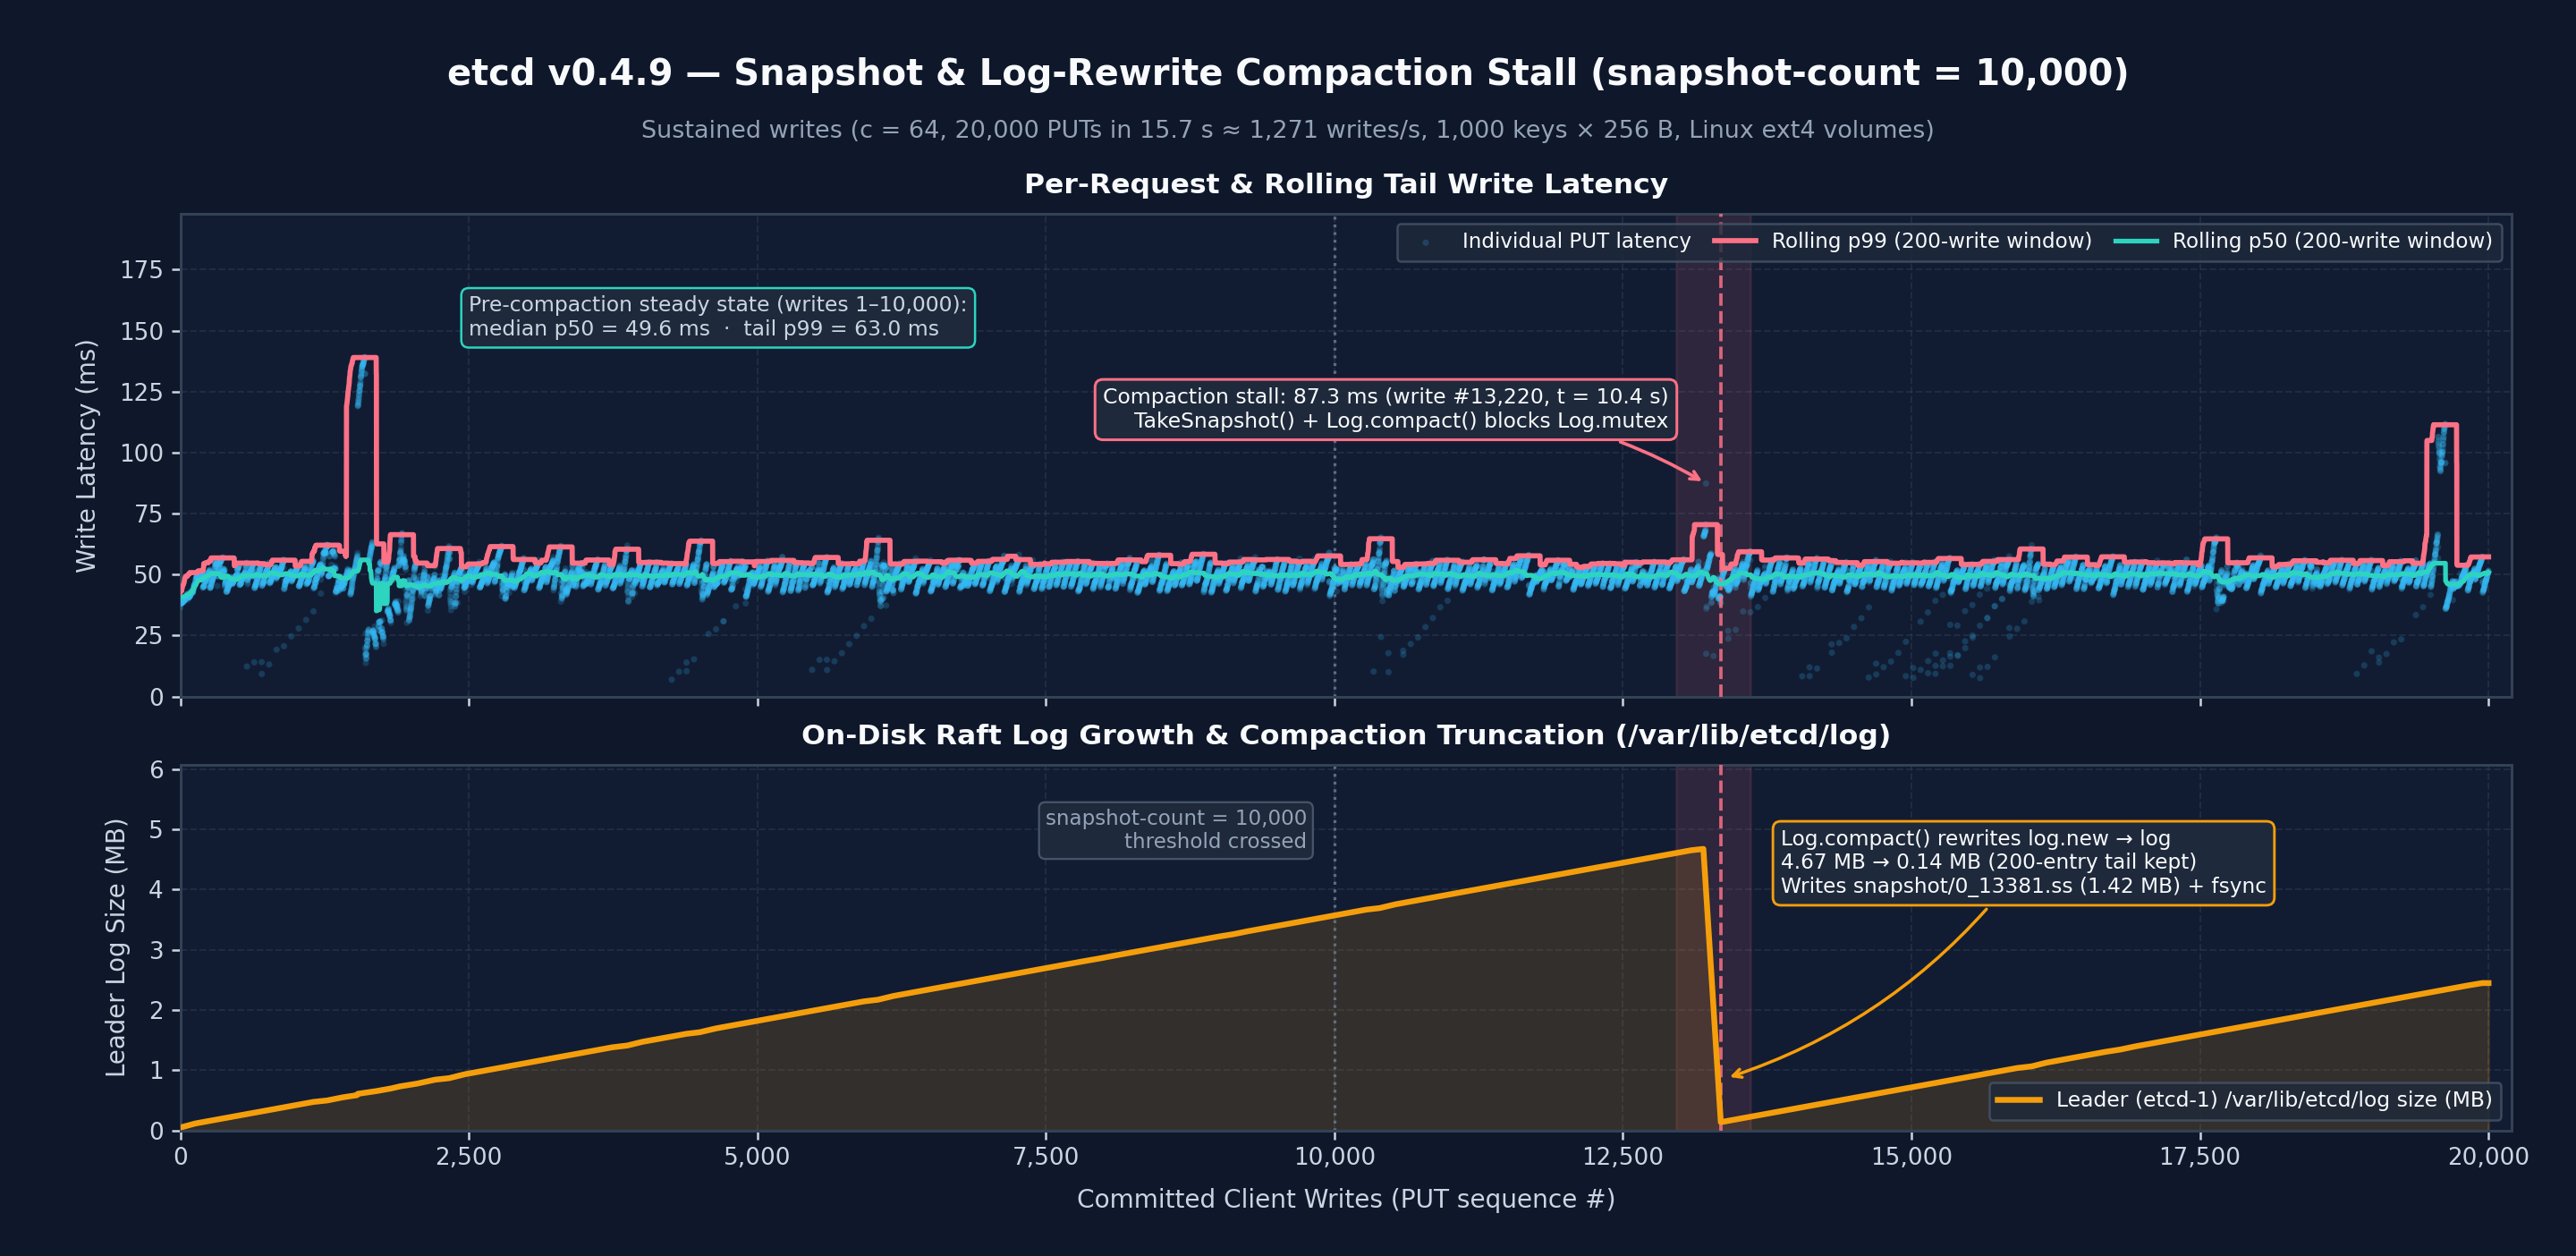 etcd v0.4.9 — Snapshot & Log-Rewrite Compaction Stall (snapshot-count = 10,000)
Sustained writes (c = 64, 20,000 PUTs in 15.7 s ≈ 1,271 writes/s, 1,000 keys × 256 B, Linux ext4 volumes)
Per-Request & Rolling Tail Write Latency
Individual PUT latency
Rolling p99 (200-write window)
Rolling p50 (200-write window)
Pre-compaction steady state (writes 1–10,000):
median p50 = 49.6 ms · tail p99 = 63.0 ms
Compaction stall: 87.3 ms (write #13,220, t = 10.4 s)
TakeSnapshot() + Log.compact() blocks Log.mutex
Write Latency (ms)
175
150
125
100
75
50
25
0
On-Disk Raft Log Growth & Compaction Truncation (/var/lib/etcd/log)
snapshot-count = 10,000
threshold crossed
Log.compact() rewrites log.new → log
4.67 MB → 0.14 MB (200-entry tail kept)
Writes snapshot/0_13381.ss (1.42 MB) + fsync
Leader (etcd-1) /var/lib/etcd/log size (MB)
Leader Log Size (MB)
6
5
4
3
2
1
0
0
2,500
5,000
7,500
10,000
12,500
15,000
17,500
20,000
Committed Client Writes (PUT sequence #)